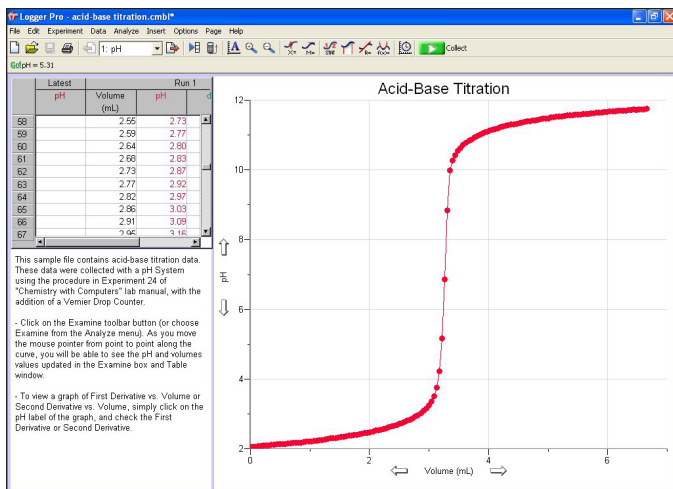 Logger Pro - acid-base titration.cmbl*
File Edit Experiment Data Analyze Insert Options Page Help
1: pH
Collect
Go! pH = 5.31
Latest Run 1
pH Volume pH d
(mL)
58 2.55 2.73
59 2.59 2.77
60 2.64 2.80
61 2.68 2.83
62 2.73 2.87
63 2.77 2.92
64 2.82 2.97
65 2.86 3.03
66 2.91 3.09
67 2.95 3.16
This sample file contains acid-base titration data.
These data were collected with a pH System
using the procedure in Experiment 24 of
"Chemistry with Computers" lab manual, with the
addition of a Vernier Drop Counter.
- Click on the Examine toolbar button (or choose
Examine from the Analyze menu). As you move
the mouse pointer from point to point along the
curve, you will be able to see the pH and volumes
values updated in the Examine box and Table
window.
- To view a graph of First Derivative vs. Volume or
Second Derivative vs. Volume, simply click on the
pH label of the graph, and check the First
Derivative or Second Derivative.
Acid-Base Titration
12
10
8
pH
6
4
2
0 2 4 6
Volume (mL)